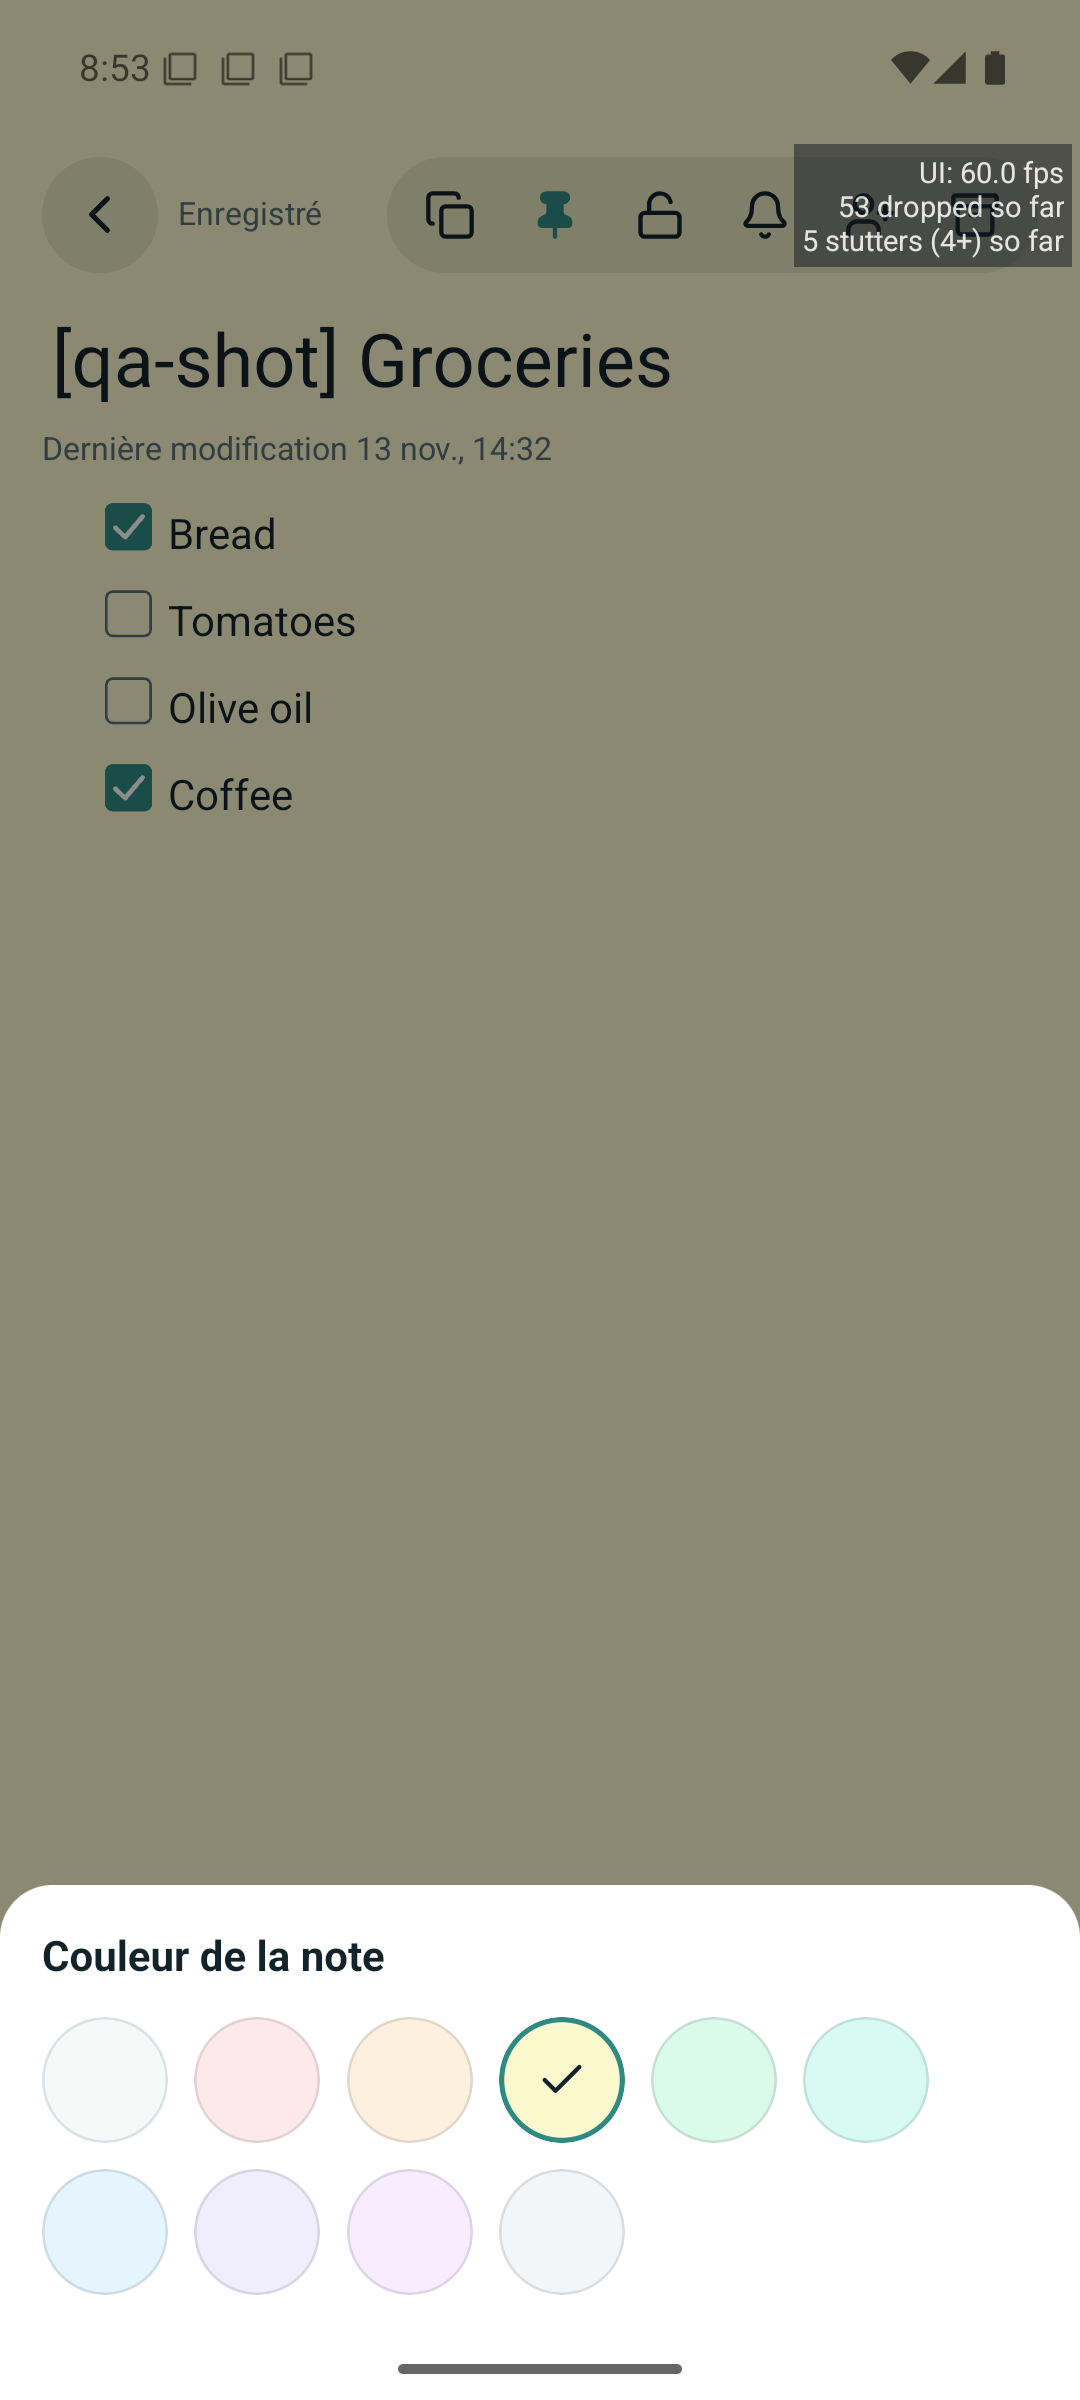 8:53
Enregistré
UI: 60.0 fps
53 dropped so far
5 stutters (4+) so far
[qa-shot] Groceries
Dernière modification 13 nov., 14:32
Bread
Tomatoes
Olive oil
Coffee
Couleur de la note